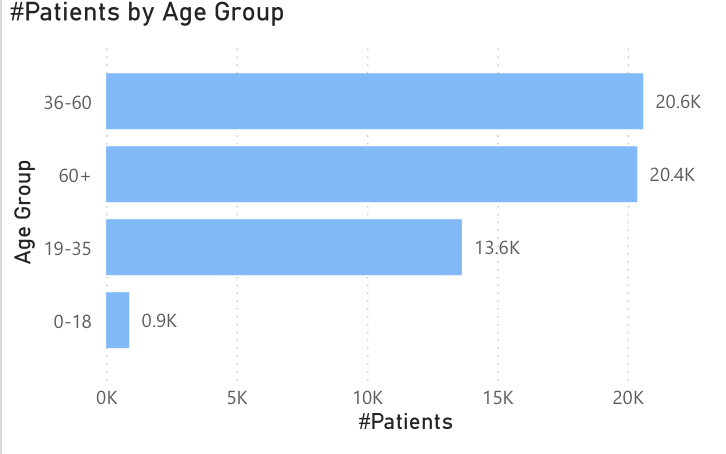 #Patients by Age Group
Age Group
36-60
20.6K
60+
20.4K
19-35
13.6K
0-18
0.9K
0K
5K
10K
15K
20K
#Patients